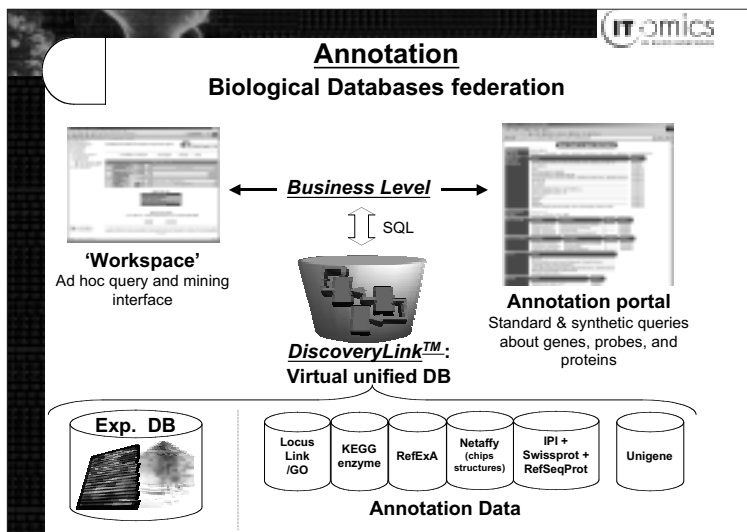 IT-omics
Annotation
Biological Databases federation
Business Level
SQL
‘Workspace’
Ad hoc query and mining
interface
Annotation portal
Standard & synthetic queries
about genes, probes, and
proteins
DiscoveryLink™:
Virtual unified DB
Exp. DB
Locus
Link
/GO
KEGG
enzyme
RefExA
Netaffy
(chips
structures)
IPI +
Swissprot +
RefSeqProt
Unigene
Annotation Data